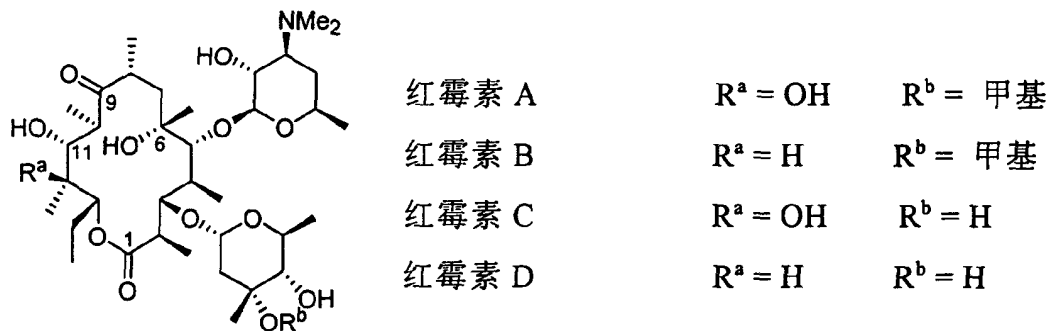 NMe₂
HO
O
9
HO
11
HO
6
O
O
Rᵃ
O
O
O
1
O
OH
ORᵇ
红霉素 A Rᵃ = OH Rᵇ = 甲基
红霉素 B Rᵃ = H Rᵇ = 甲基
红霉素 C Rᵃ = OH Rᵇ = H
红霉素 D Rᵃ = H Rᵇ = H